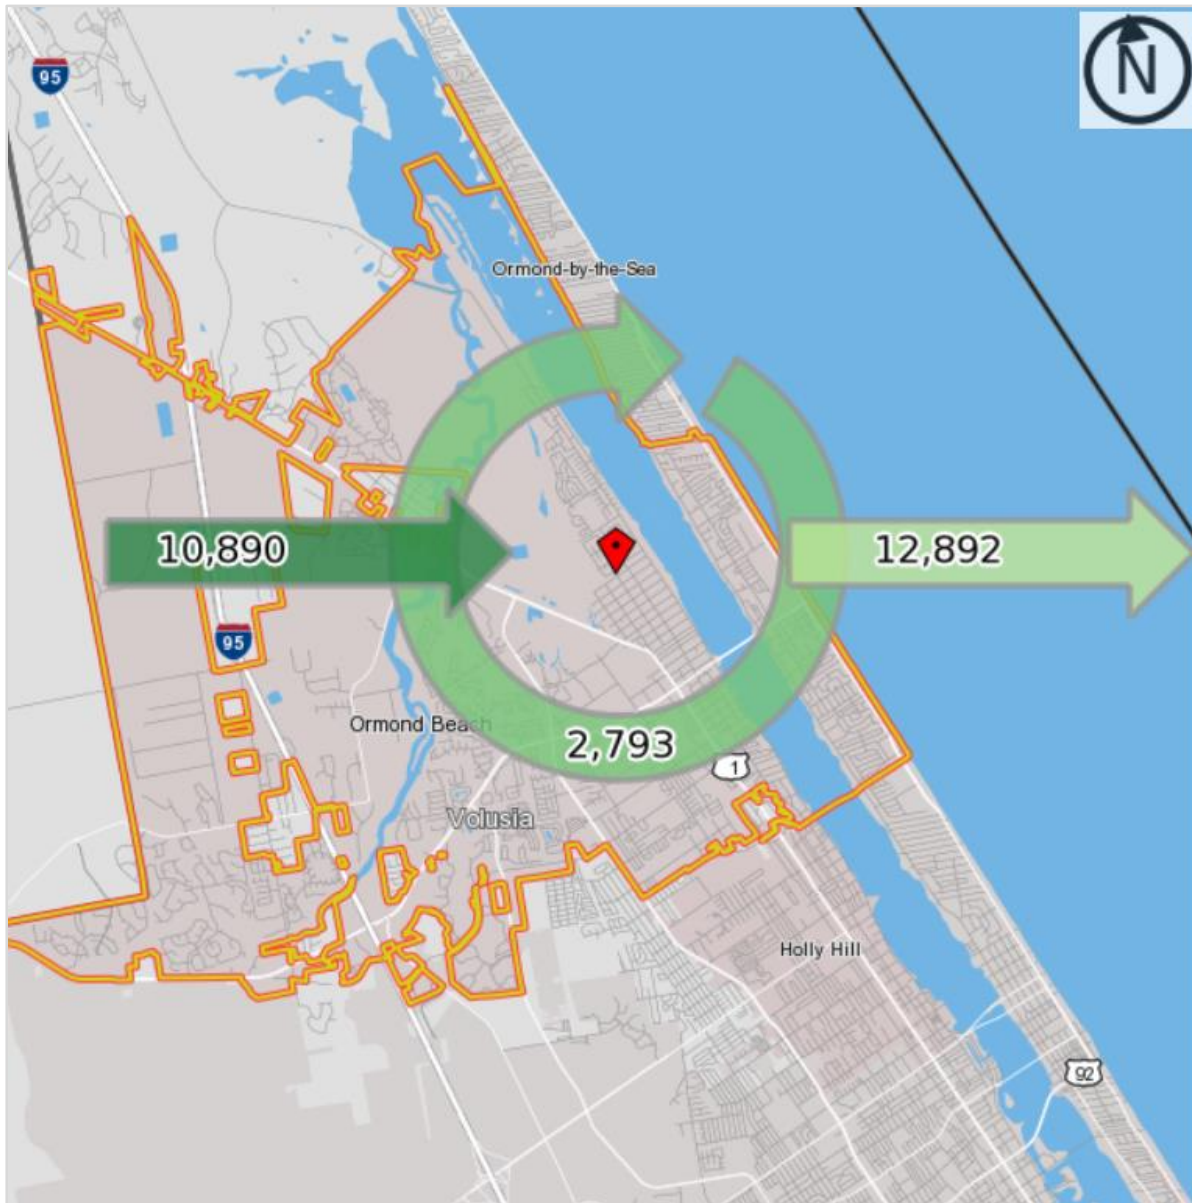 N
95
Ormond-by-the-Sea
10,890
12,892
95
Ormond Beach
2,793
1
Volusia
Holly Hill
92